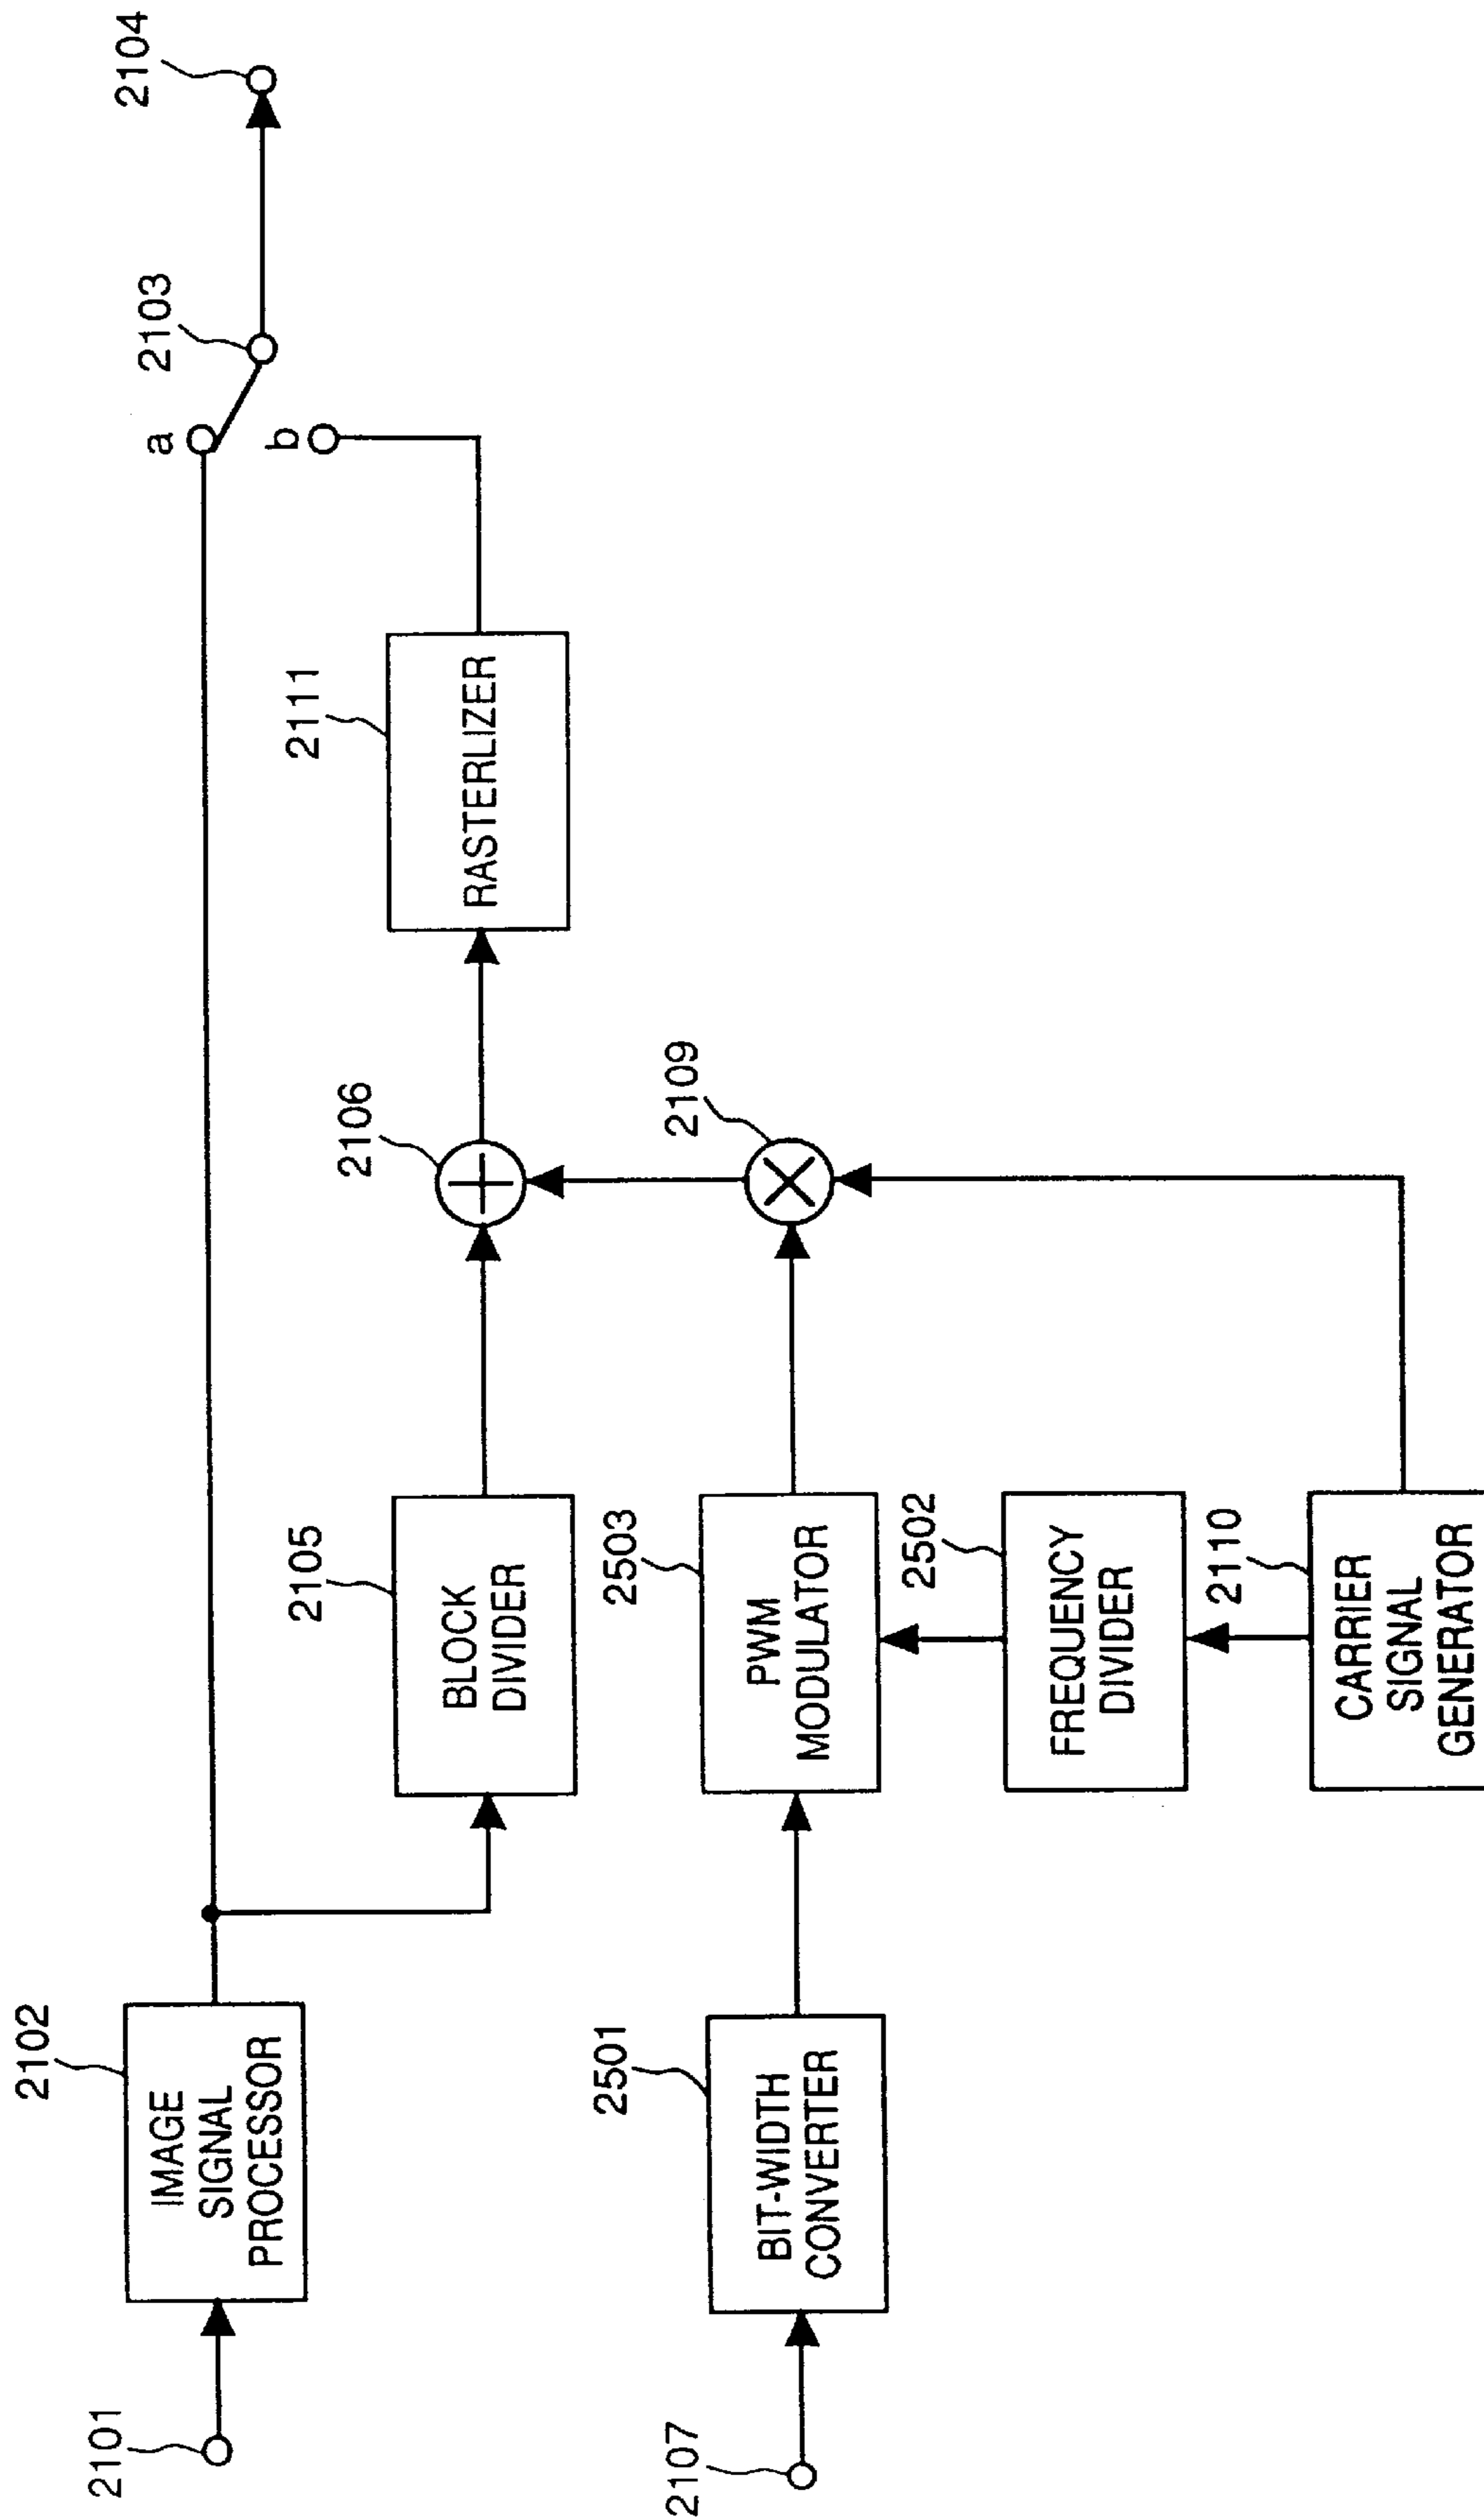 2101
2102
IMAGE
SIGNAL
PROCESSOR
2103
a
b
2104
2105
BLOCK
DIVIDER
2106
2111
RASTERLIZER
2107
2501
BIT-WIDTH
CONVERTER
2503
PWM
MODULATOR
2109
2502
FREQUENCY
DIVIDER
2110
CARRIER
SIGNAL
GENERATOR